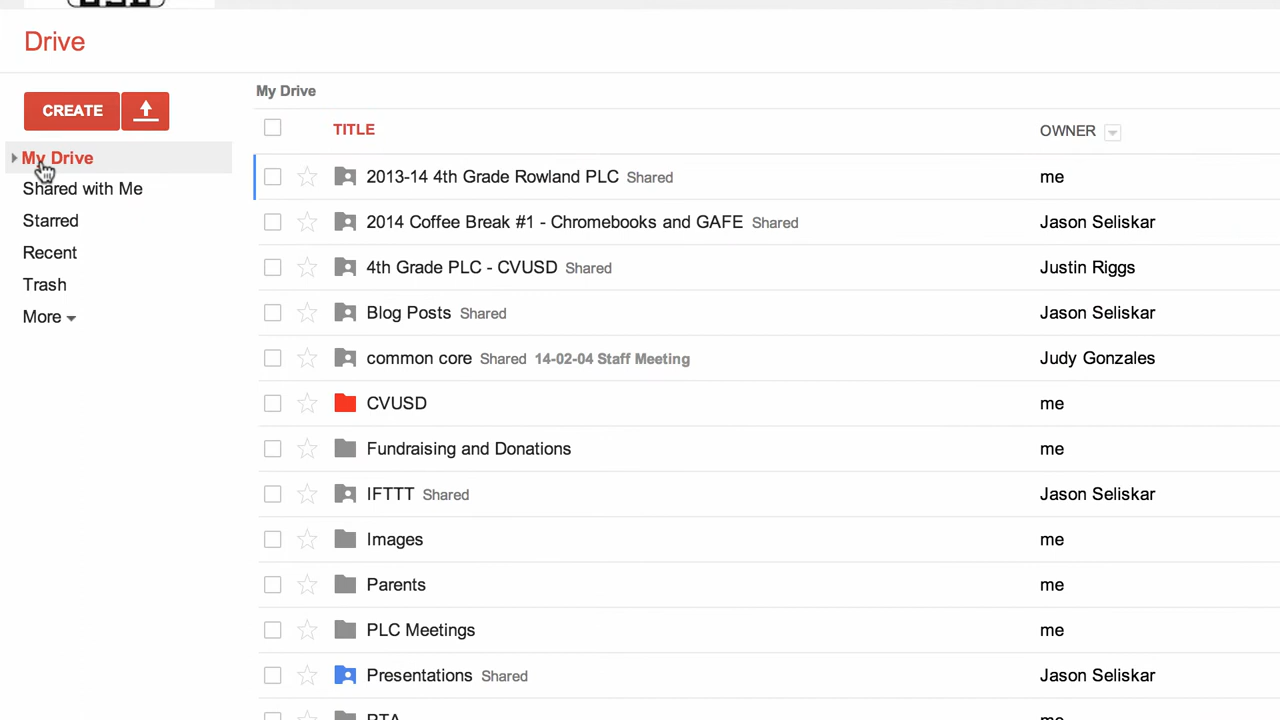 Drive
CREATE
My Drive
Shared with Me
Starred
Recent
Trash
More
My Drive
TITLE OWNER
2013-14 4th Grade Rowland PLC Shared me
2014 Coffee Break #1 - Chromebooks and GAFE Shared Jason Seliskar
4th Grade PLC - CVUSD Shared Justin Riggs
Blog Posts Shared Jason Seliskar
common core Shared 14-02-04 Staff Meeting Judy Gonzales
CVUSD me
Fundraising and Donations me
IFTTT Shared Jason Seliskar
Images me
Parents me
PLC Meetings me
Presentations Shared Jason Seliskar